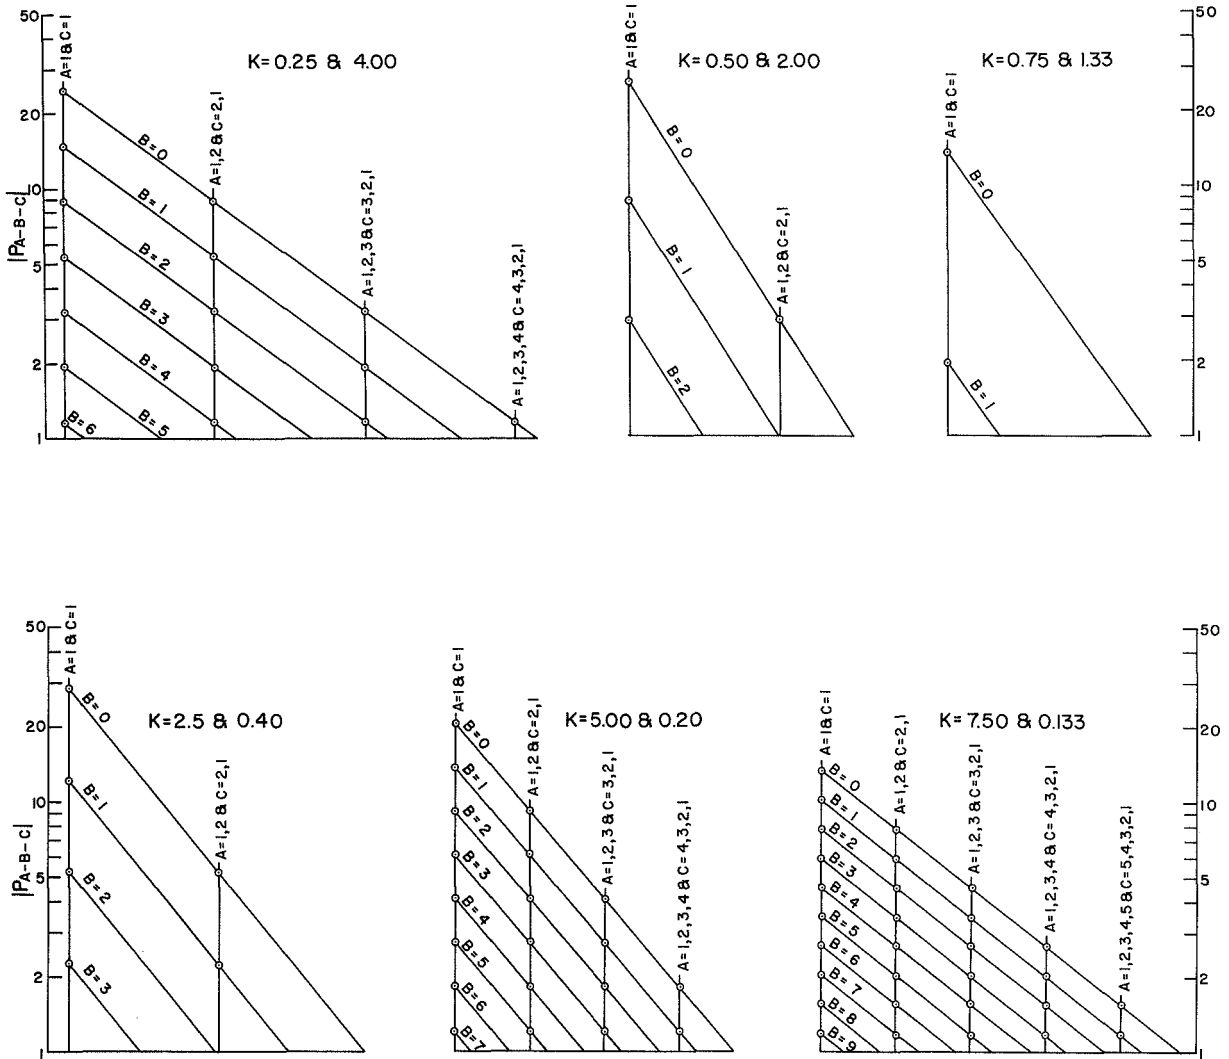 50
20
10
5
2
1
|PA-B-C|
A=1&C=1
A=1,2&C=2,1
A=1,2,3&C=3,2,1
A=1,2,3,4&C=4,3,2,1
K=0.25 & 4.00
B=0
B=1
B=2
B=3
B=4
B=5
B=6
A=1&C=1
A=1,2&C=2,1
K=0.50 & 2.00
B=0
B=1
B=2
A=1&C=1
K=0.75 & 1.33
B=0
B=1
50
20
10
5
2
1
50
20
10
5
2
1
|PA-B-C|
A=1&C=1
A=1,2&C=2,1
K=2.5 & 0.40
B=0
B=1
B=2
B=3
A=1&C=1
A=1,2&C=2,1
A=1,2,3&C=3,2,1
A=1,2,3,4&C=4,3,2,1
K=5.00 & 0.20
B=0
B=1
B=2
B=3
B=4
B=5
B=6
B=7
A=1&C=1
A=1,2&C=2,1
A=1,2,3&C=3,2,1
A=1,2,3,4&C=4,3,2,1
A=1,2,3,4,5&C=5,4,3,2,1
K=7.50 & 0.133
B=0
B=1
B=2
B=3
B=4
B=5
B=6
B=7
B=8
B=9
50
20
10
5
2
1